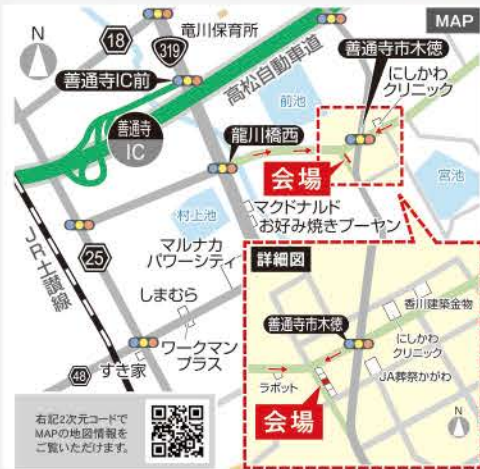 MAP
N
18
319
竜川保育所
善通寺IC前
高松自動車道
善通寺市木徳
にしかわ
クリニック
前池
善通寺
IC
龍川橋西
会場
宮池
村上池
マクドナルド
お好み焼きブーヤン
JR土讃線
25
マルナカ
パワーシティ
しまむら
ワークマン
プラス
48
すき家
詳細図
香川建築金物
善通寺市木徳
にしかわ
クリニック
ラボット
JA葬祭かがわ
会場
N
右記2次元コードで
MAPの地図情報を
ご覧いただけます。